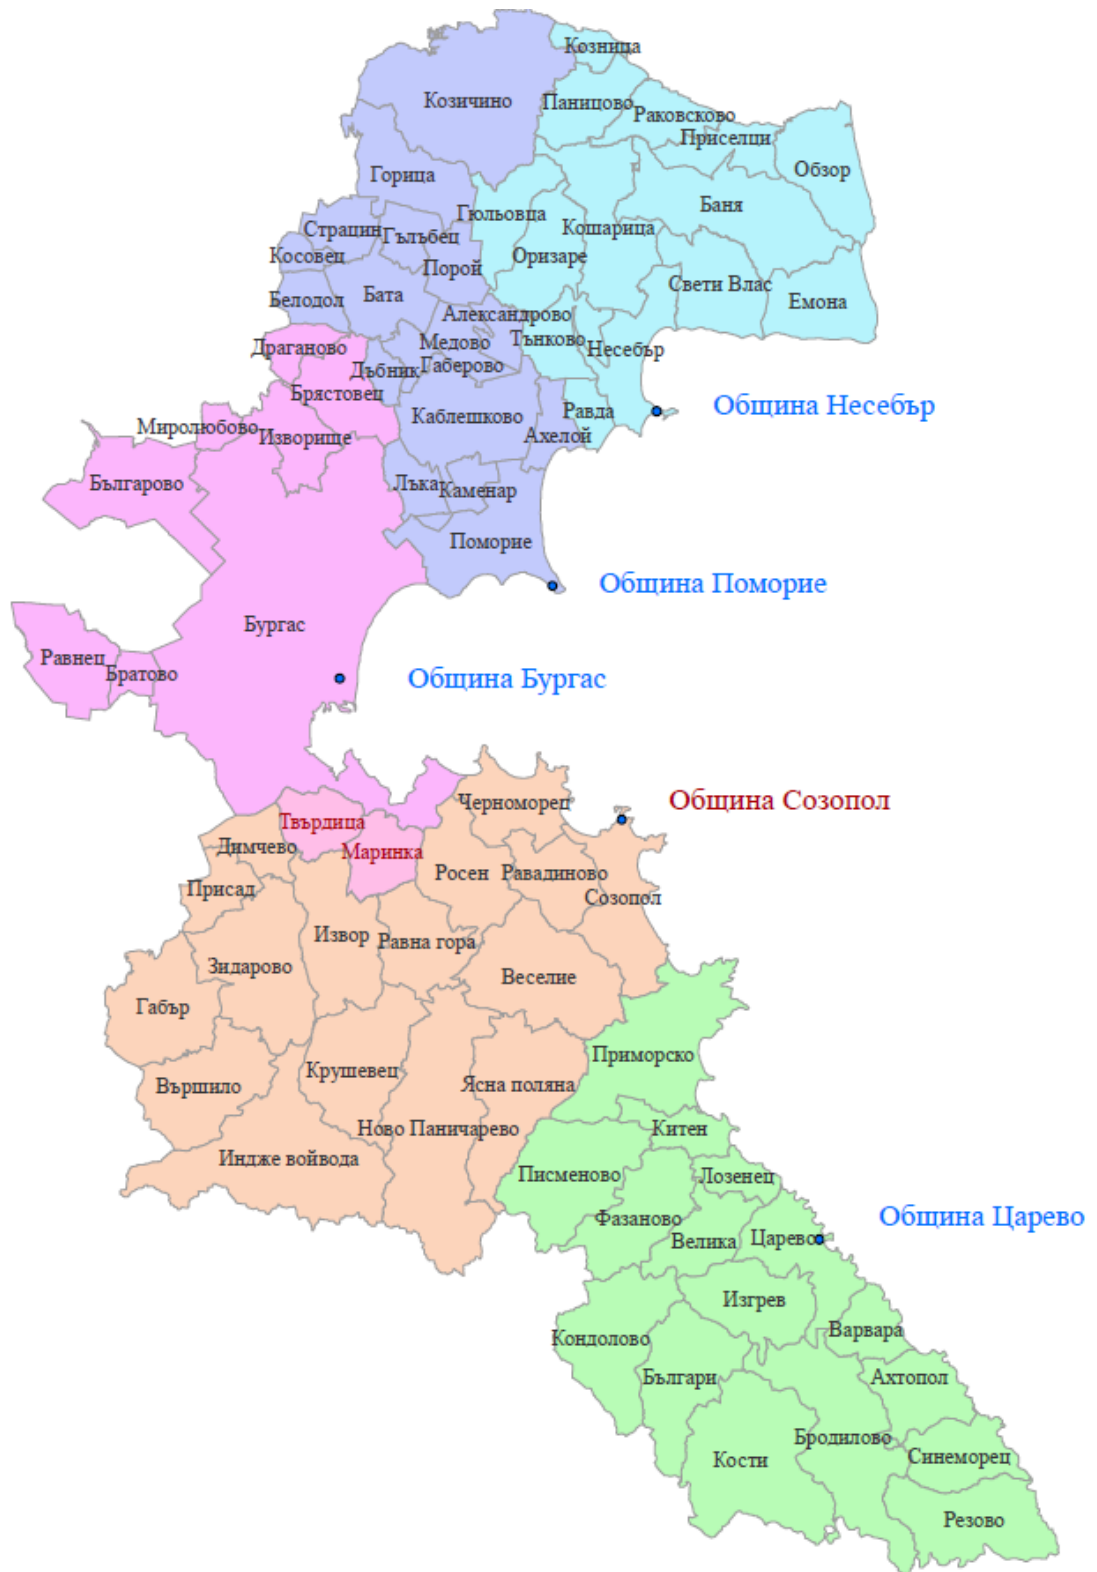 Козница
Козичино
Паницово
Раковсково
Приселци
Обзор
Горица
Баня
Гюльовца
Кошарица
Страцин
Гълъбец
Косовец
Порой
Оризаре
Свети Влас
Белодол
Бата
Емона
Александрово
Тънково
Медово
Несебър
Драганово
Дъбник
Габерово
Брястовец
Община Несебър
Каблешково
Равда
Миролюбово
Изворище
Ахелой
Българово
Лъка
Каменар
Поморие
Община Поморие
Бургас
Равнец
Братово
Община Бургас
Община Созопол
Черноморец
Твърдица
Димчево
Маринка
Росен
Равадиново
Присад
Созопол
Извор
Равна гора
Зидарово
Веселие
Габър
Приморско
Крушевец
Вършило
Ясна поляна
Ново Паничарево
Китен
Индже войвода
Писменово
Лозенец
Фазаново
Община Царево
Велика
Царево
Изгрев
Варвара
Кондолово
Българи
Ахтопол
Бродилово
Кости
Синеморец
Резово